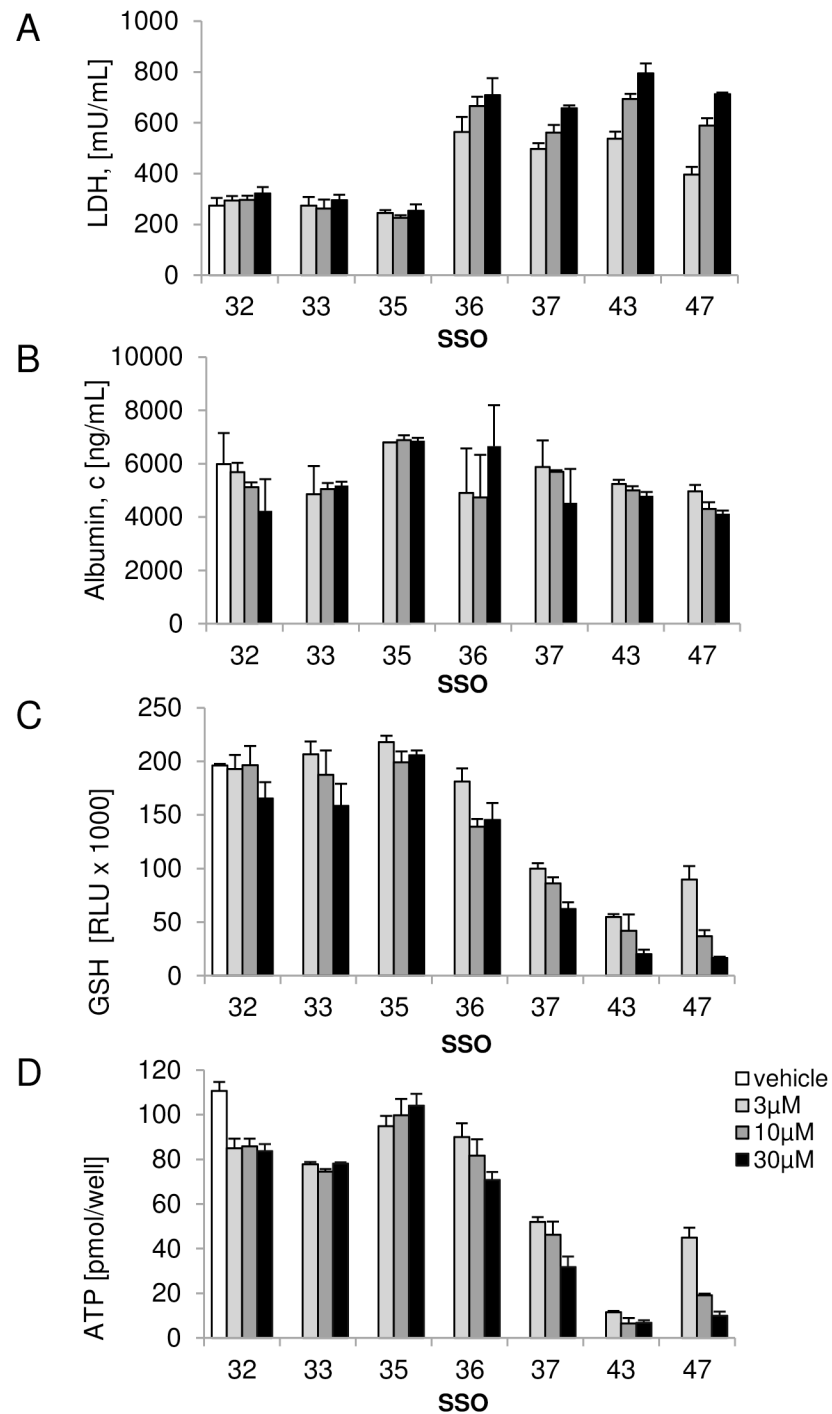 A
LDH, [mU/mL]
1000
800
600
400
200
0
32 33 35 36 37 43 47
SSO
B
Albumin, c [ng/mL]
10000
8000
6000
4000
2000
0
32 33 35 36 37 43 47
SSO
C
GSH [RLU x 1000]
250
200
150
100
50
0
32 33 35 36 37 43 47
SSO
D
ATP [pmol/well]
120
100
80
60
40
20
0
32 33 35 36 37 43 47
SSO
vehicle
3µM
10µM
30µM